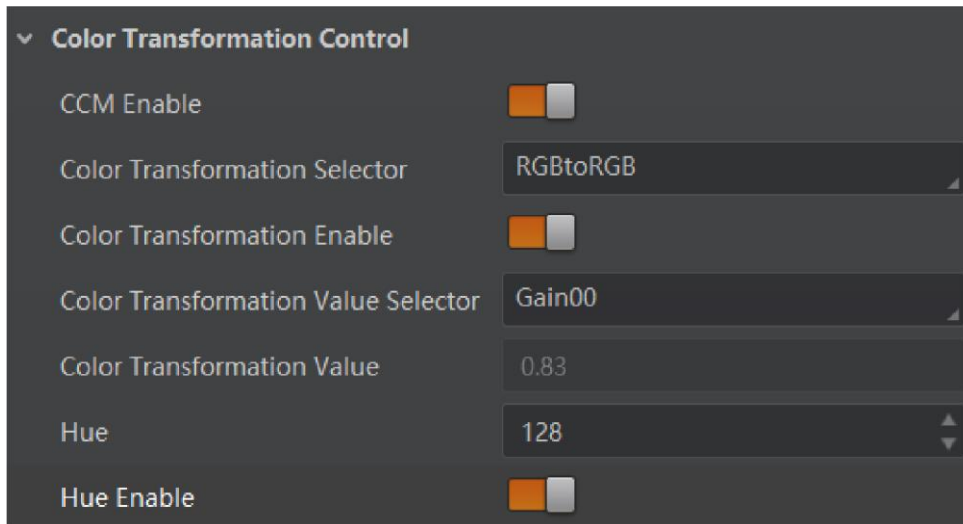 Color Transformation Control
CCM Enable
Color Transformation Selector RGBtoRGB
Color Transformation Enable
Color Transformation Value Selector Gain00
Color Transformation Value 0.83
Hue 128
Hue Enable